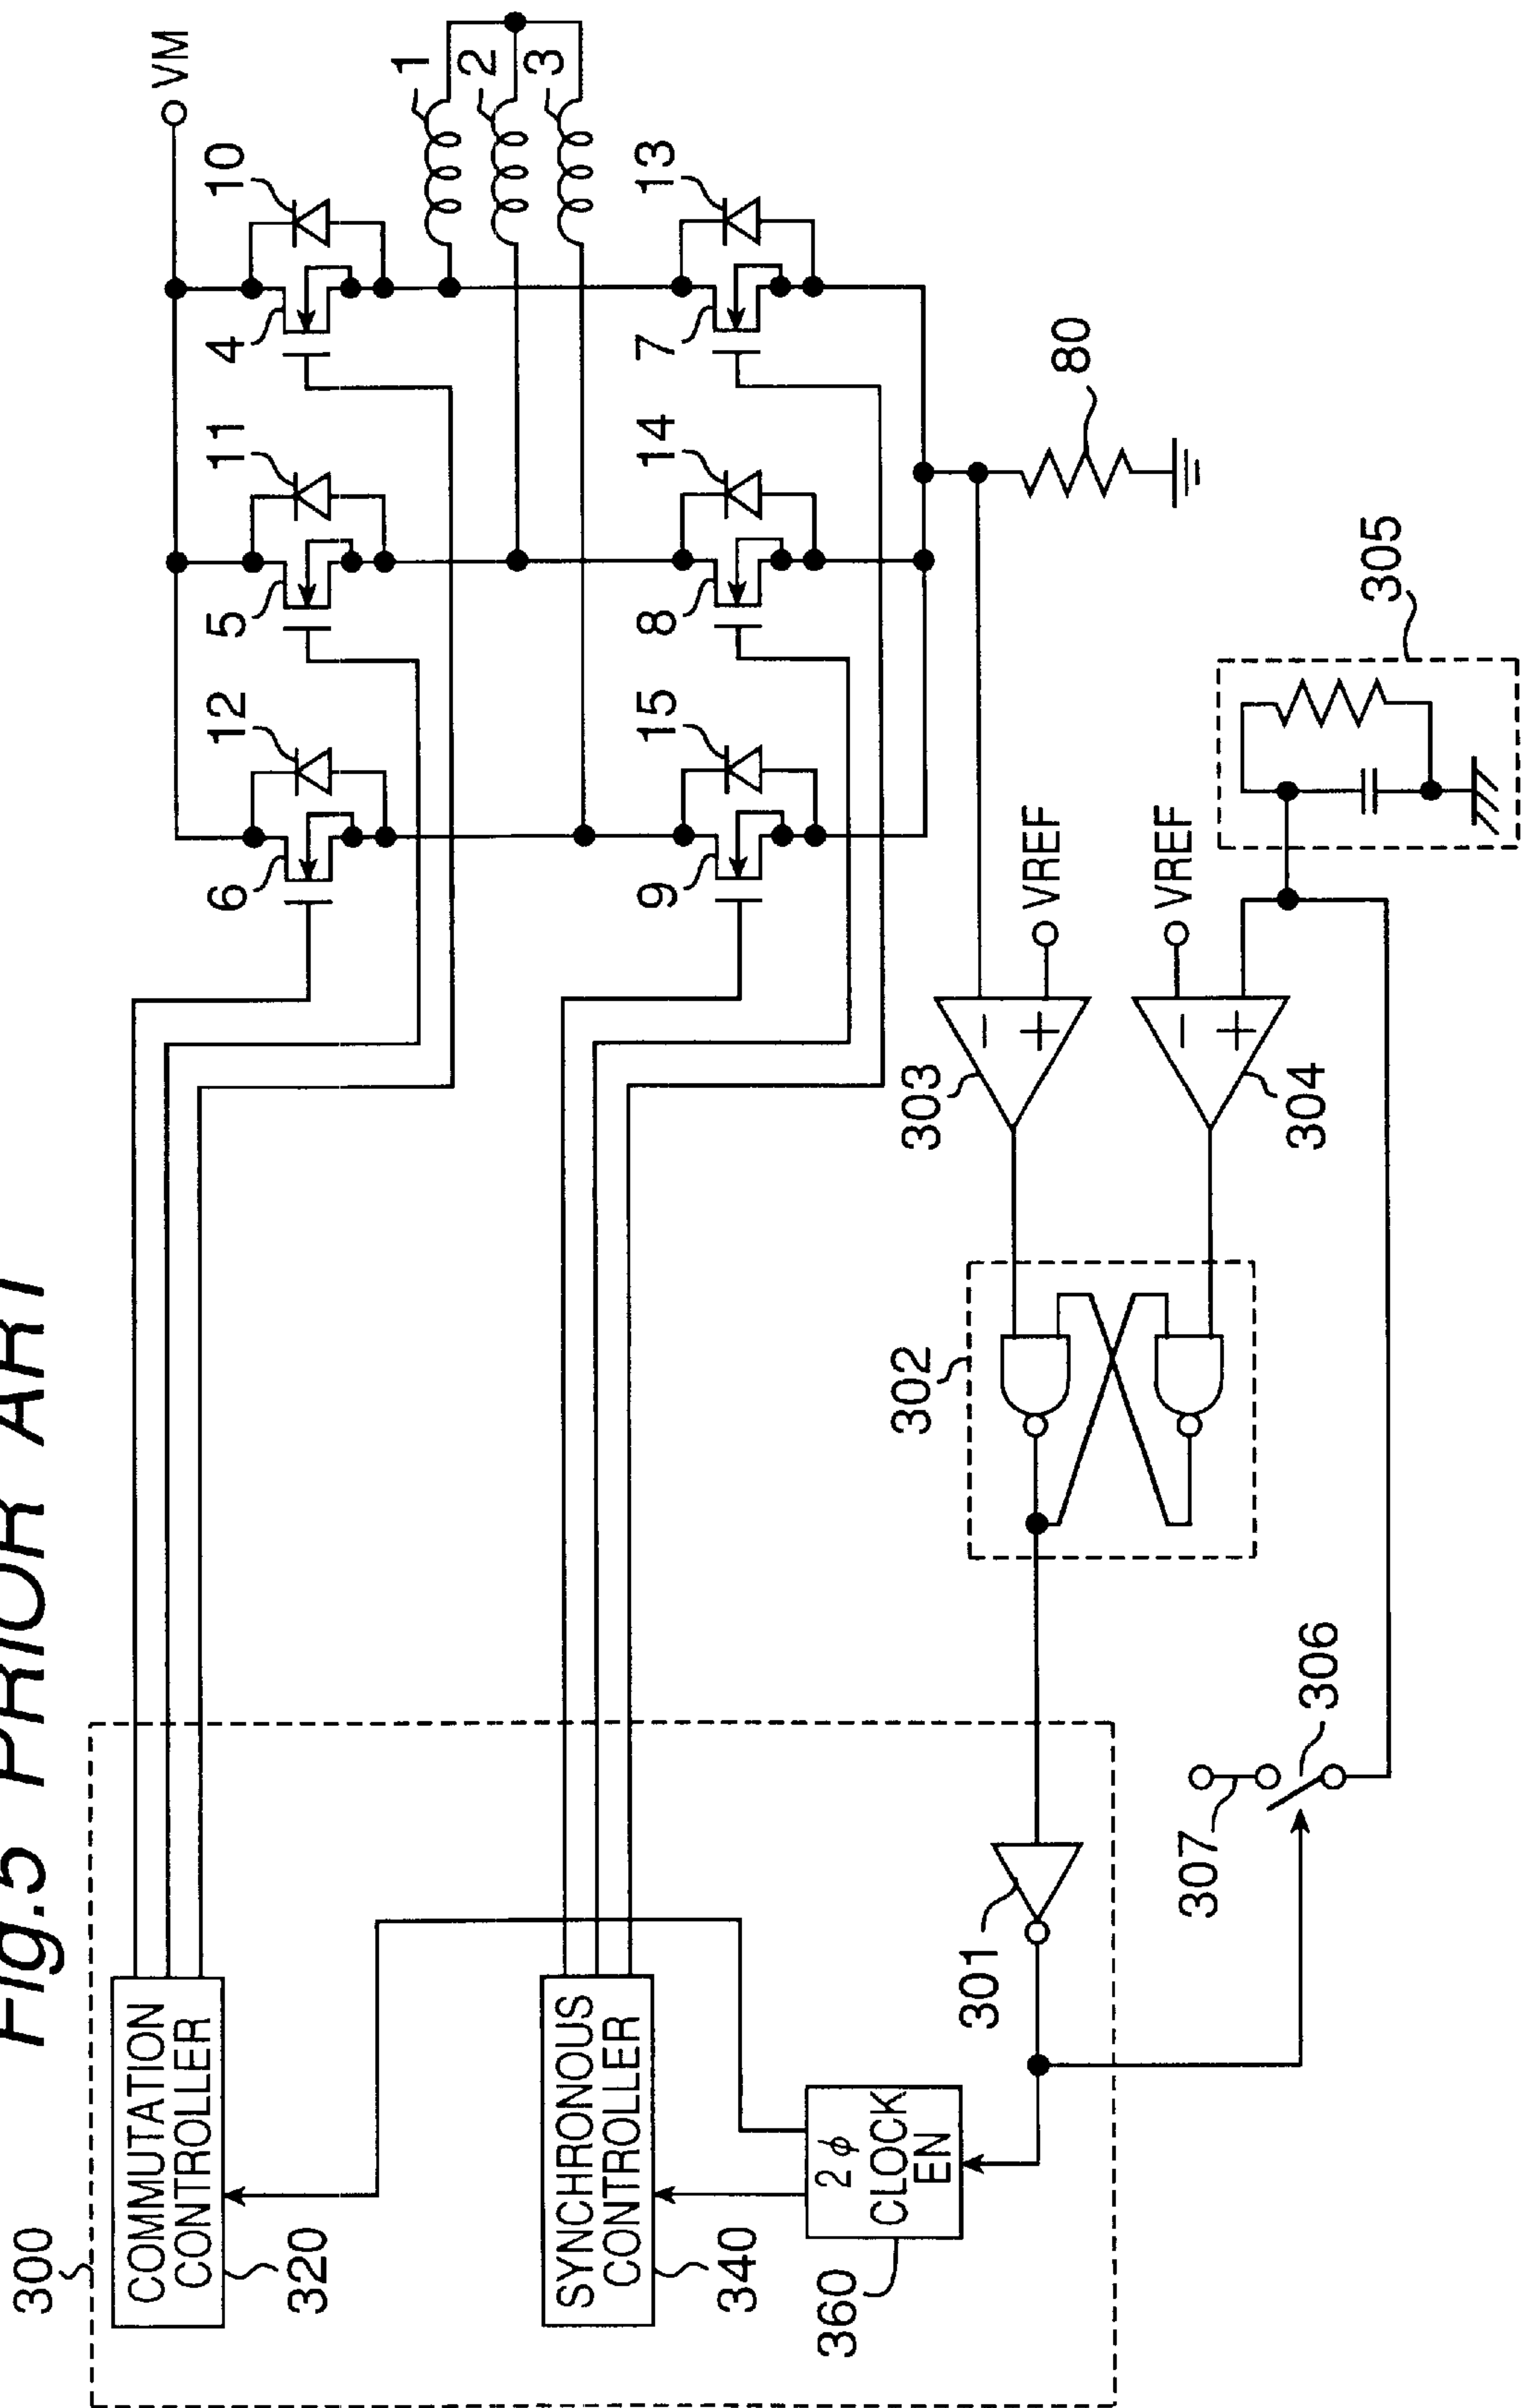 Fig.5 PRIOR ART
300
COMMUTATION
CONTROLLER
320
SYNCHRONOUS
CONTROLLER
340
2φ
CLOCK
EN
360
301
307
306
302
303
304
−
+
−
+
VREF
VREF
305
80
6
12
5
11
4
10
VM
1
2
3
9
15
8
14
7
13